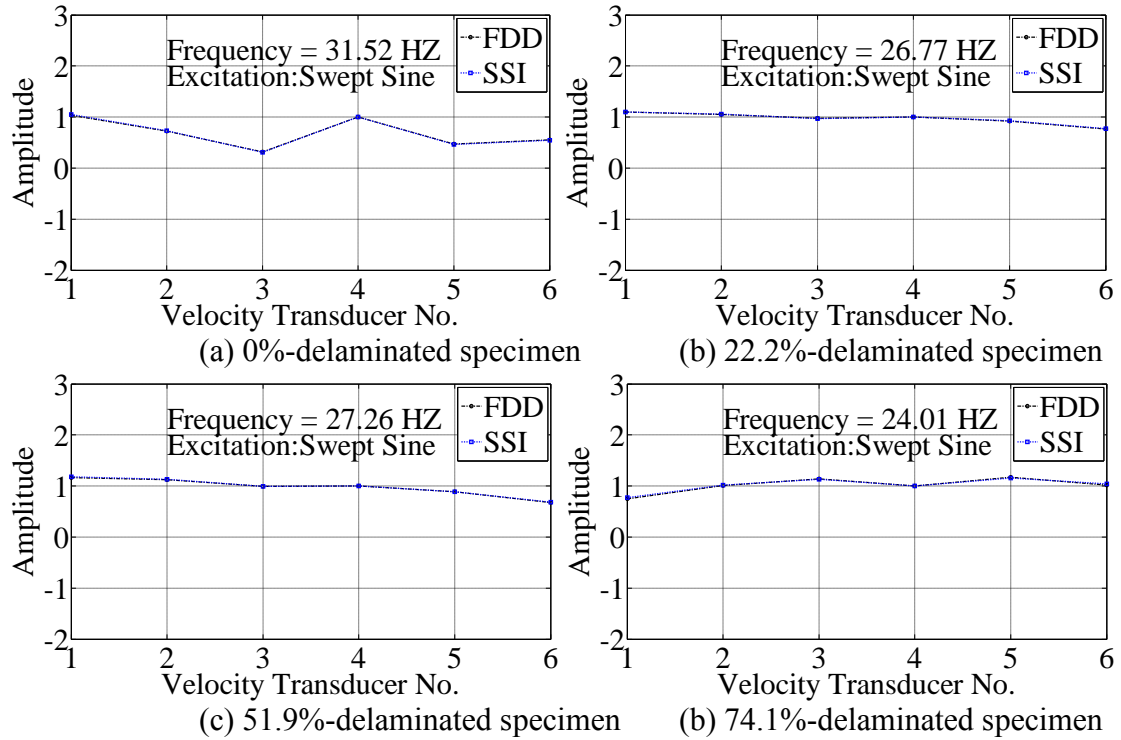 3
2
1
0
-1
-2
Amplitude
Frequency = 31.52 HZ
Excitation:Swept Sine
FDD
SSI
1 2 3 4 5 6
Velocity Transducer No.
(a) 0%-delaminated specimen
3
2
1
0
-1
-2
Amplitude
Frequency = 26.77 HZ
Excitation:Swept Sine
FDD
SSI
1 2 3 4 5 6
Velocity Transducer No.
(b) 22.2%-delaminated specimen
3
2
1
0
-1
-2
Amplitude
Frequency = 27.26 HZ
Excitation:Swept Sine
FDD
SSI
1 2 3 4 5 6
Velocity Transducer No.
(c) 51.9%-delaminated specimen
3
2
1
0
-1
-2
Amplitude
Frequency = 24.01 HZ
Excitation:Swept Sine
FDD
SSI
1 2 3 4 5 6
Velocity Transducer No.
(b) 74.1%-delaminated specimen